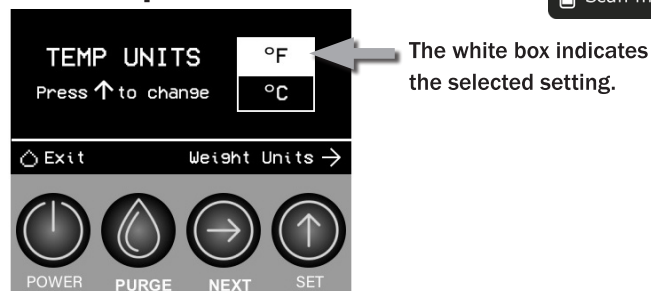 TEMP UNITS
Press ↑ to change
°F
°C
The white box indicates
the selected setting.
Exit
Weight Units →
POWER
PURGE
NEXT
SET